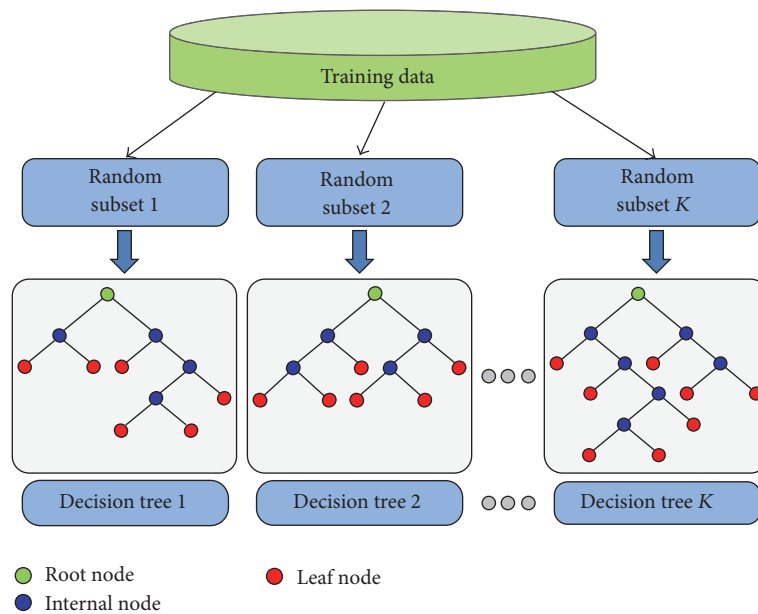 Training data
Random
subset 1
Random
subset 2
Random
subset K
Decision tree 1
Decision tree 2
Decision tree K
Root node
Leaf node
Internal node